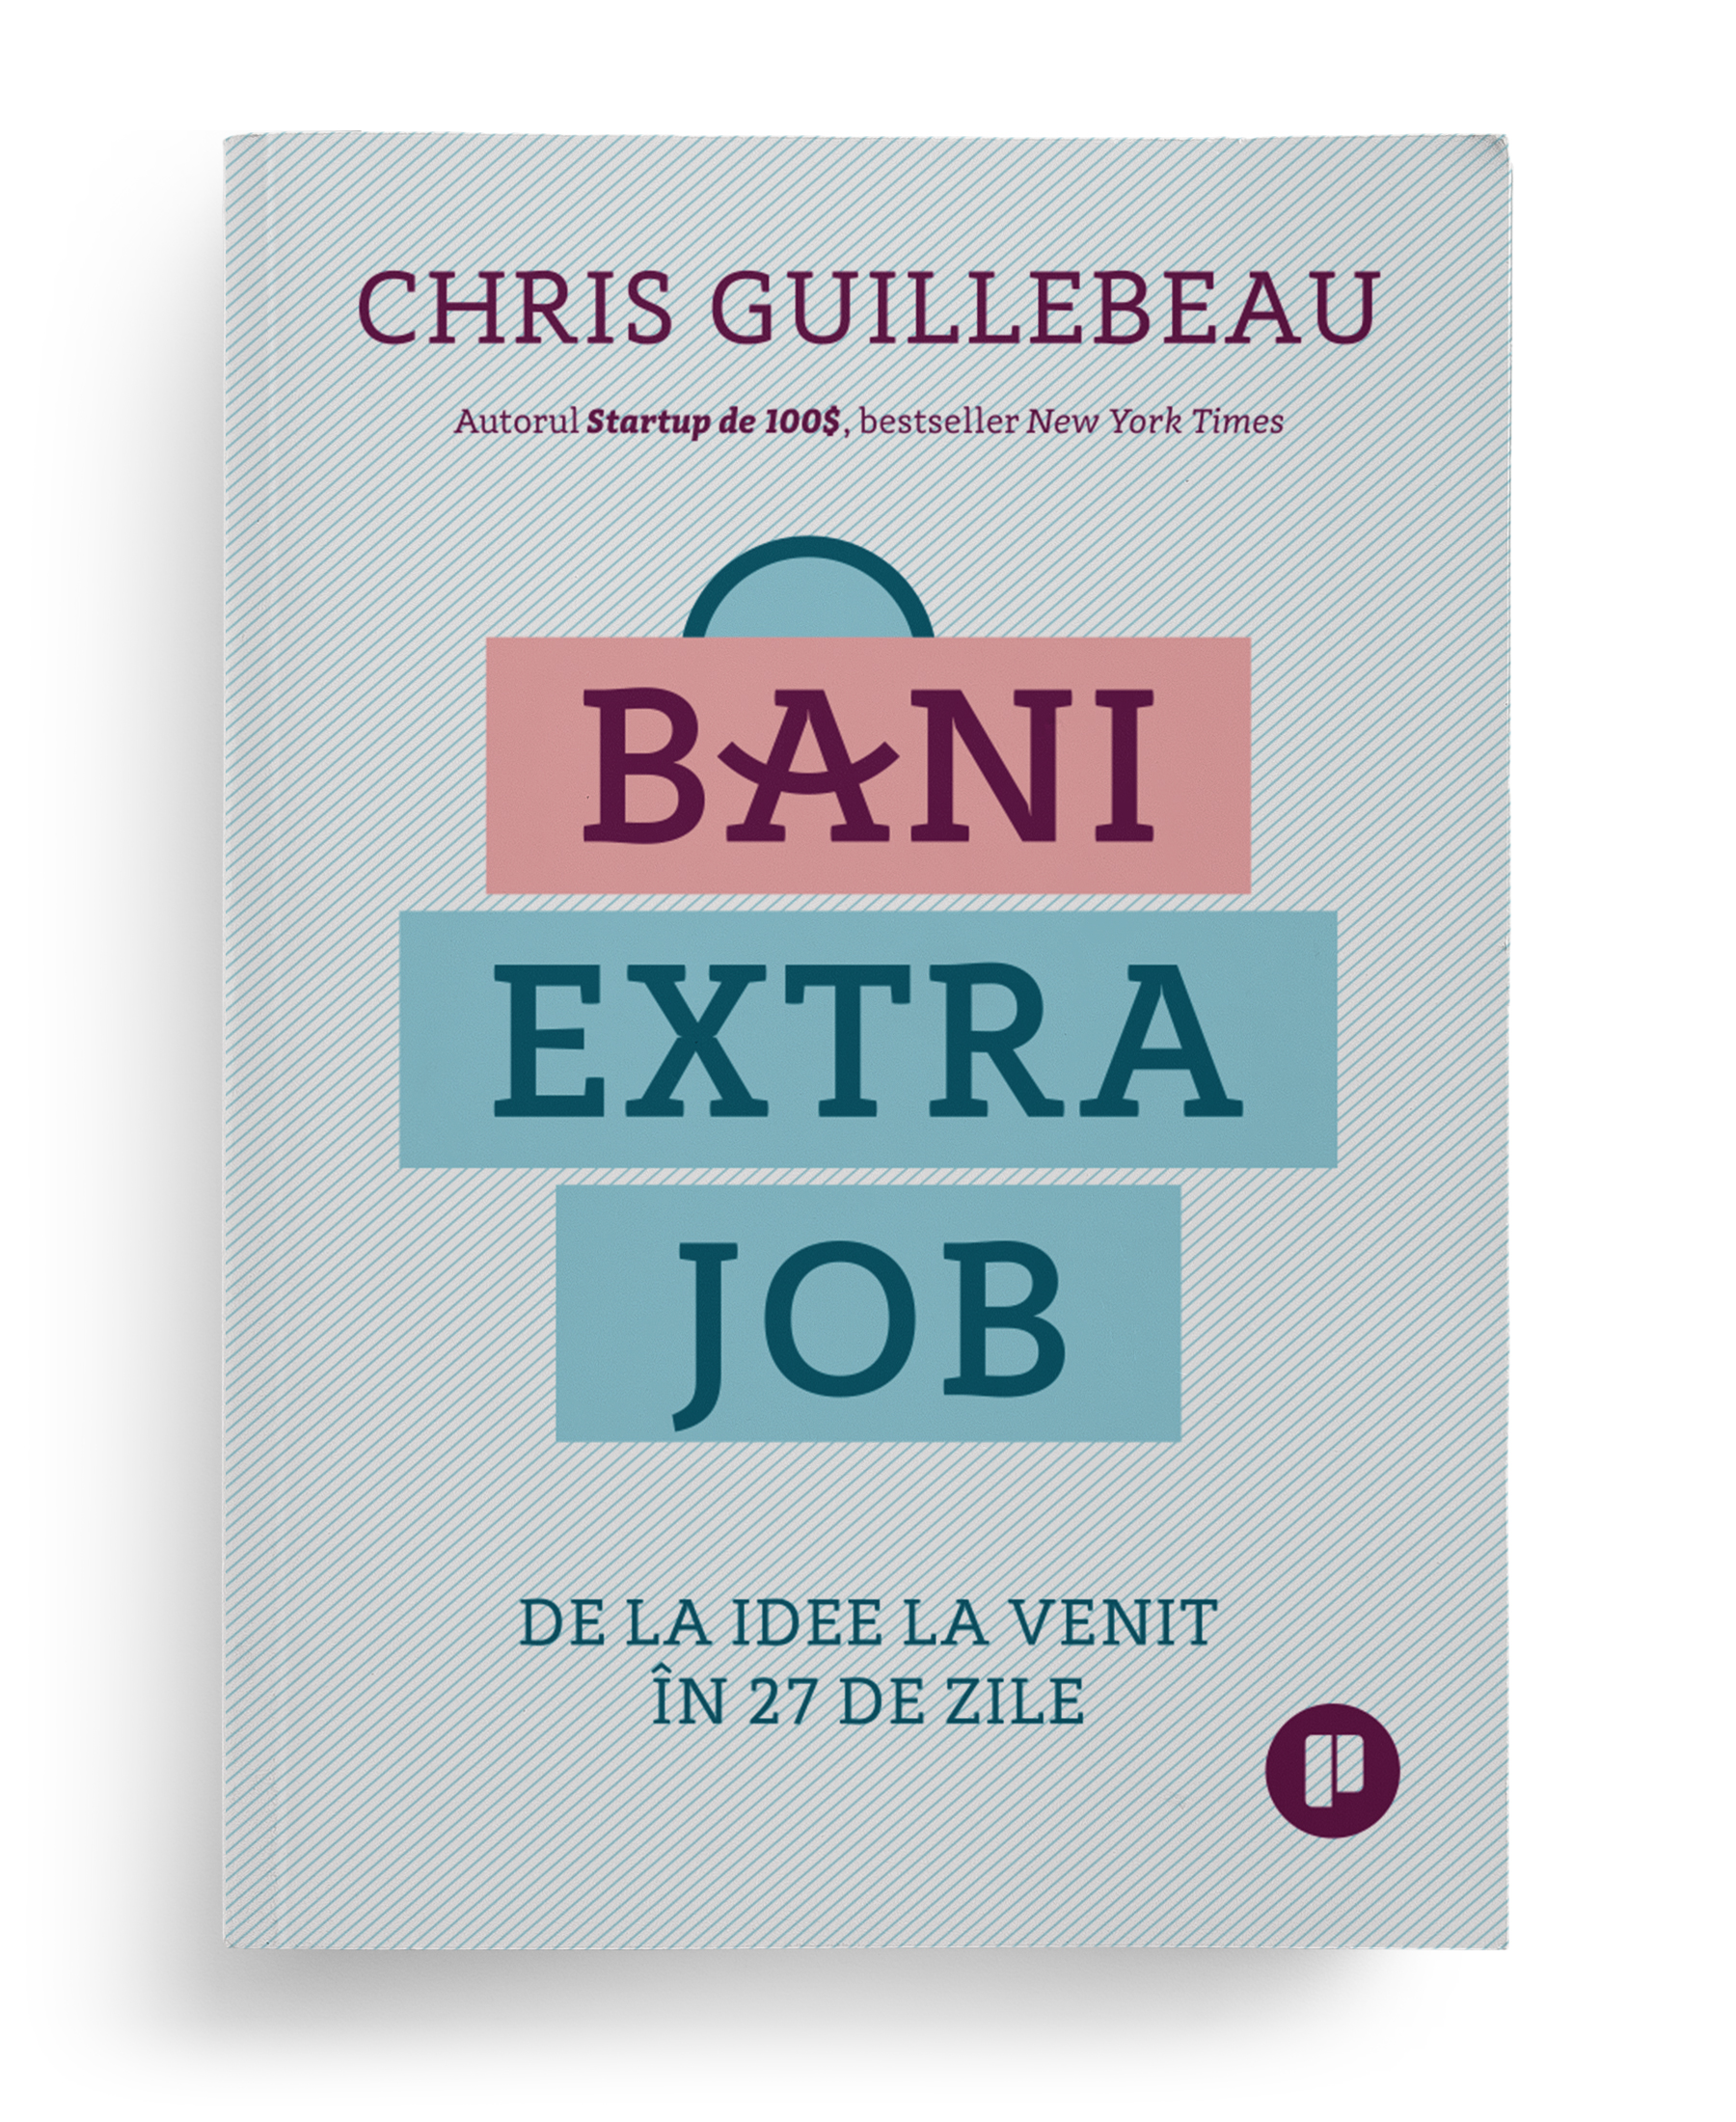 CHRIS GUILLEBEAU
Autorul Startup de 100$, bestseller New York Times
BANI
EXTRA
JOB
DE LA IDEE LA VENIT
ÎN 27 DE ZILE